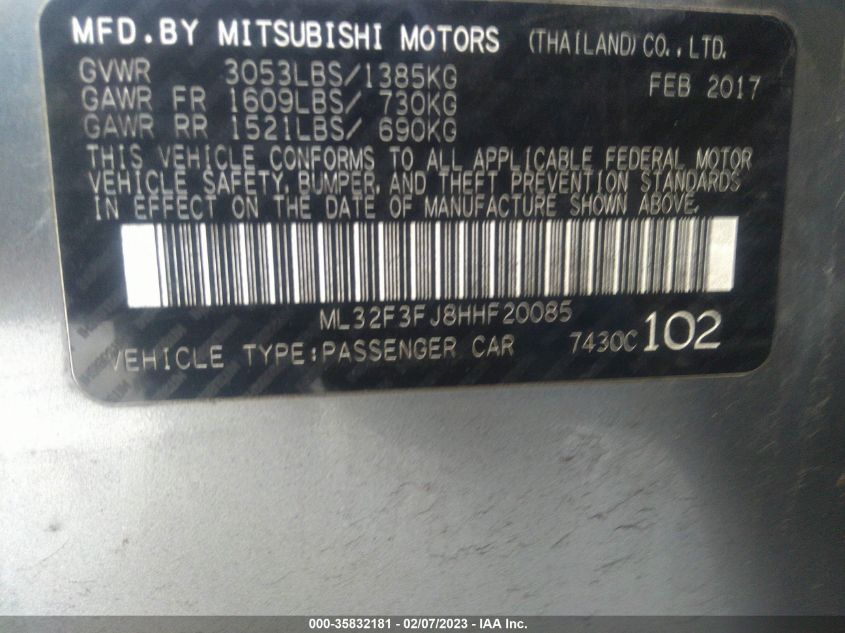 MFD.BY MITSUBISHI MOTORS (THAILAND) CO., LTD.
GVWR 3053LBS/1385KG FEB 2017
GAWR FR 1609LBS/ 730KG
GAWR RR 1521LBS/ 690KG
THIS VEHICLE CONFORMS TO ALL APPLICABLE FEDERAL MOTOR
VEHICLE SAFETY, BUMPER, AND THEFT PREVENTION STANDARDS
IN EFFECT ON THE DATE OF MANUFACTURE SHOWN ABOVE.
ML32F3FJ8HHF20085
VEHICLE TYPE:PASSENGER CAR 7430C 102
000-35832181 - 02/07/2023 - IAA Inc.